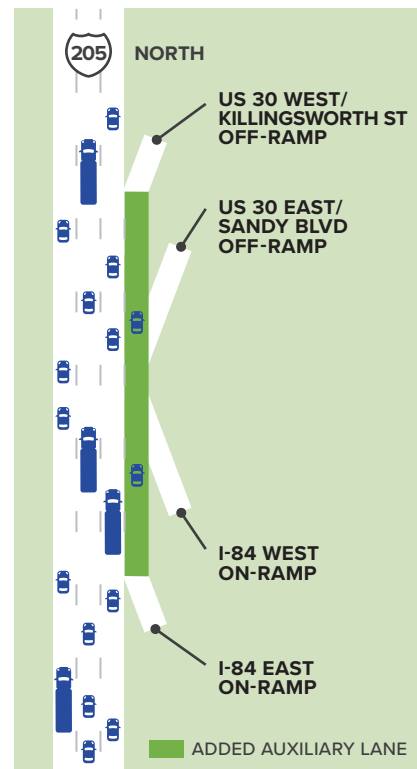 205
NORTH
US 30 WEST/
KILLINGSWORTH ST
OFF-RAMP
US 30 EAST/
SANDY BLVD
OFF-RAMP
I-84 WEST
ON-RAMP
I-84 EAST
ON-RAMP
ADDED AUXILIARY LANE